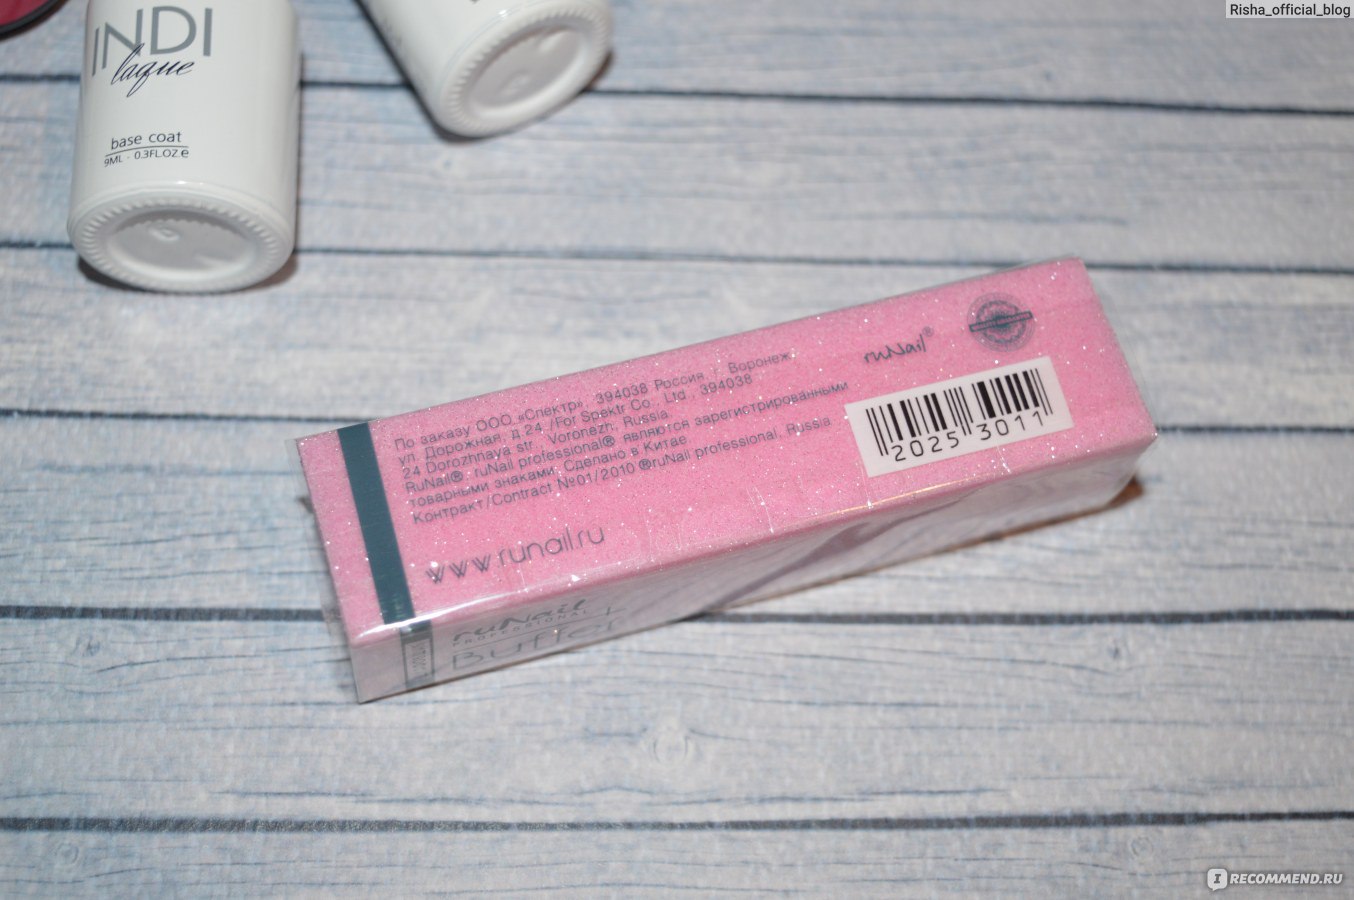 Risha_official_blog
INDI
laque
base coat
9ML - 0.3FLOZ e
По заказу ООО «Спектр», 394038 Россия, г. Воронеж,
ул. Дорожная, д.24 /For Spektr Co., Ltd., 394038
24 Dorozhnaya str., Voronezh, Russia.
RuNail®, ruNail professional® являются зарегистрированными
товарными знаками. Сделано в Китае
Контракт/Contract №01/2010 ®ruNail professional, Russia
www.runail.ru
ruNail®
2025 3011
ruNail
PROFESSIONAL
Buffer
IRECOMMEND.RU